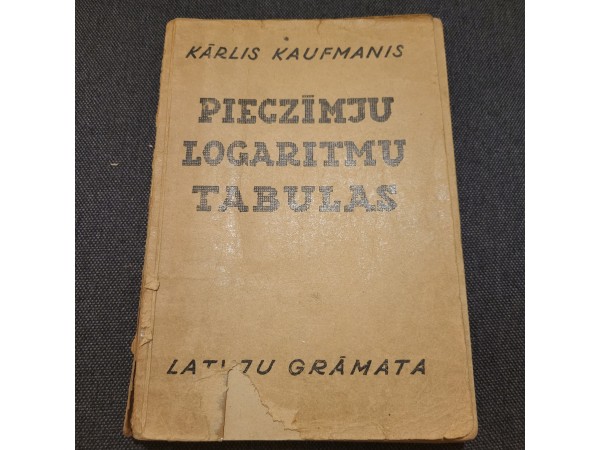 KĀRLIS KAUFMANIS
PIECZĪMJU
LOGARITMU
TABULAS
GRĀMATA